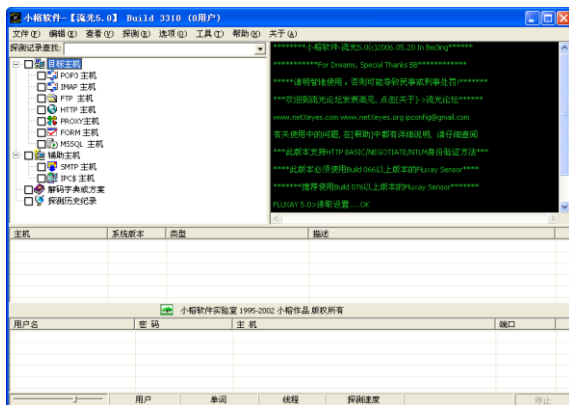 小榕软件-【流光5.0】 Build 3310 (0用户)
文件(F) 编辑(E) 查看(V) 探测(R) 选项(O) 工具(T) 帮助(H) 关于(A)
探测记录查找:
目标主机
POP3 主机
IMAP 主机
FTP 主机
HTTP 主机
PROXY主机
FORM 主机
MSSQL 主机
辅助主机
SMTP 主机
IPC$ 主机
解码字典或方案
探测历史纪录
********小榕软件-流光5.0(c)2006.05.20 In BeiJing******
***********For Dreams, Special Thanks BB***********
*****请明智地使用，否则可能导致民事或刑事处罚!*******
***欢迎到流光论坛发表高见, 点击[关于]->流光论坛******
www.netXeyes.com www.netXeyes.org ipconfig@gmail.com
有关使用中的问题, 在[帮助]中都有详细说明, 请仔细查阅
***此版本支持HTTP BASIC/NEGOTIATE/NTLM身份验证方法***
****此版本必须使用Build 066以上版本的Fluxay Sensor****
*******推荐使用Build 076以上版本的Fluxay Sensor******
FLUXAY 5.0>读取设置....OK
主机 系统版本 类型 描述
小榕软件实验室 1995-2002 小榕作品 版权所有
用户名 密 码 主 机 端口
用户 单词 线程 探测速度 停止